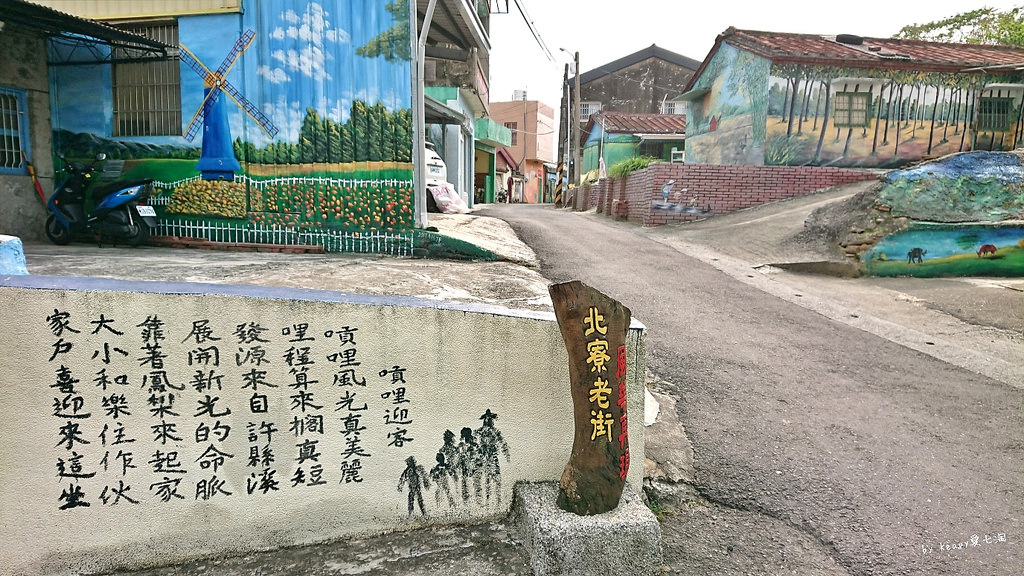 噴哩迎客
噴哩風光真美麗
哩程算來擱真短
發源來自許縣溪
展開新光的命脈
靠著鳳梨來起家
大小和樂住作伙
家戶喜迎來這坐
北寮老街
by